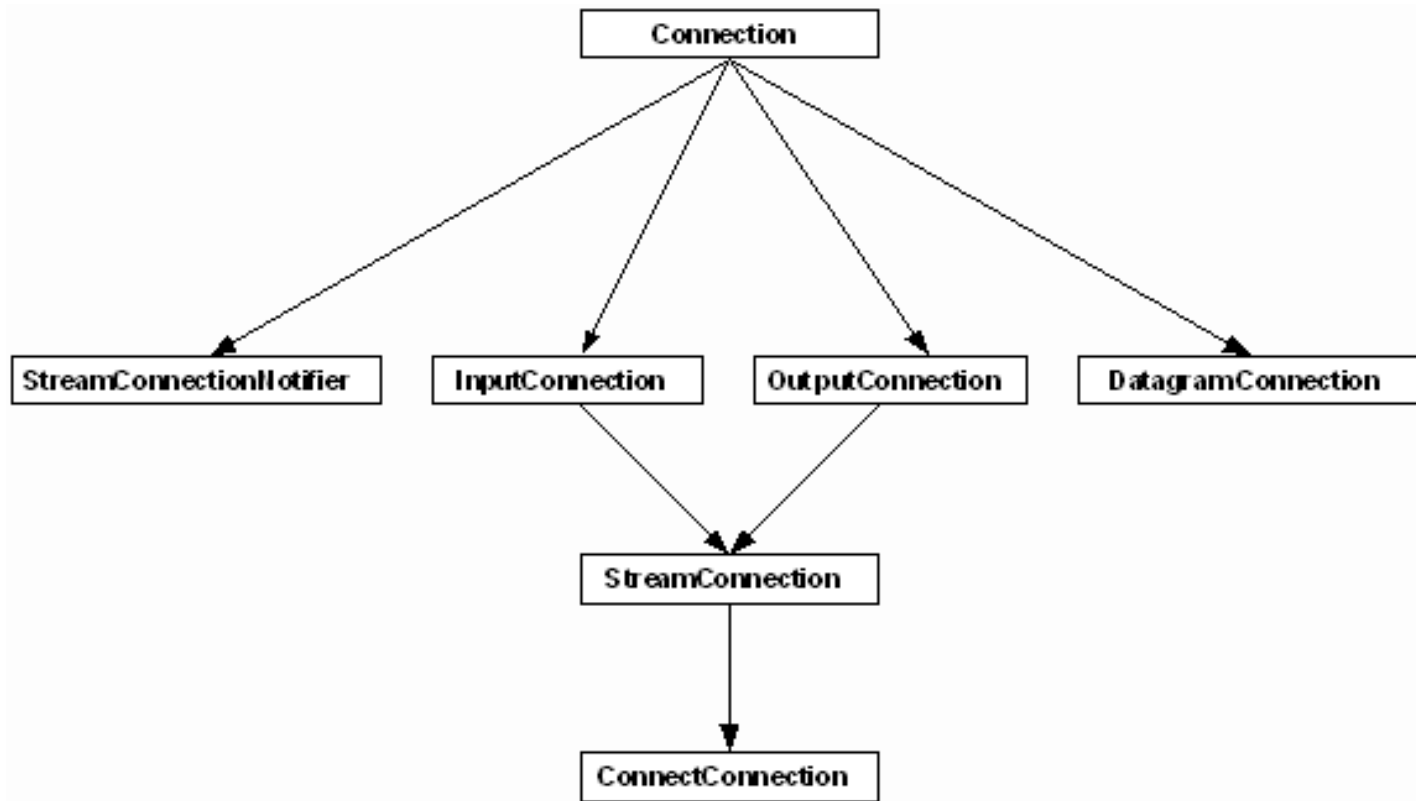 Connection
StreamConnectionNotifier
InputConnection
OutputConnection
DatagramConnection
StreamConnection
ConnectConnection